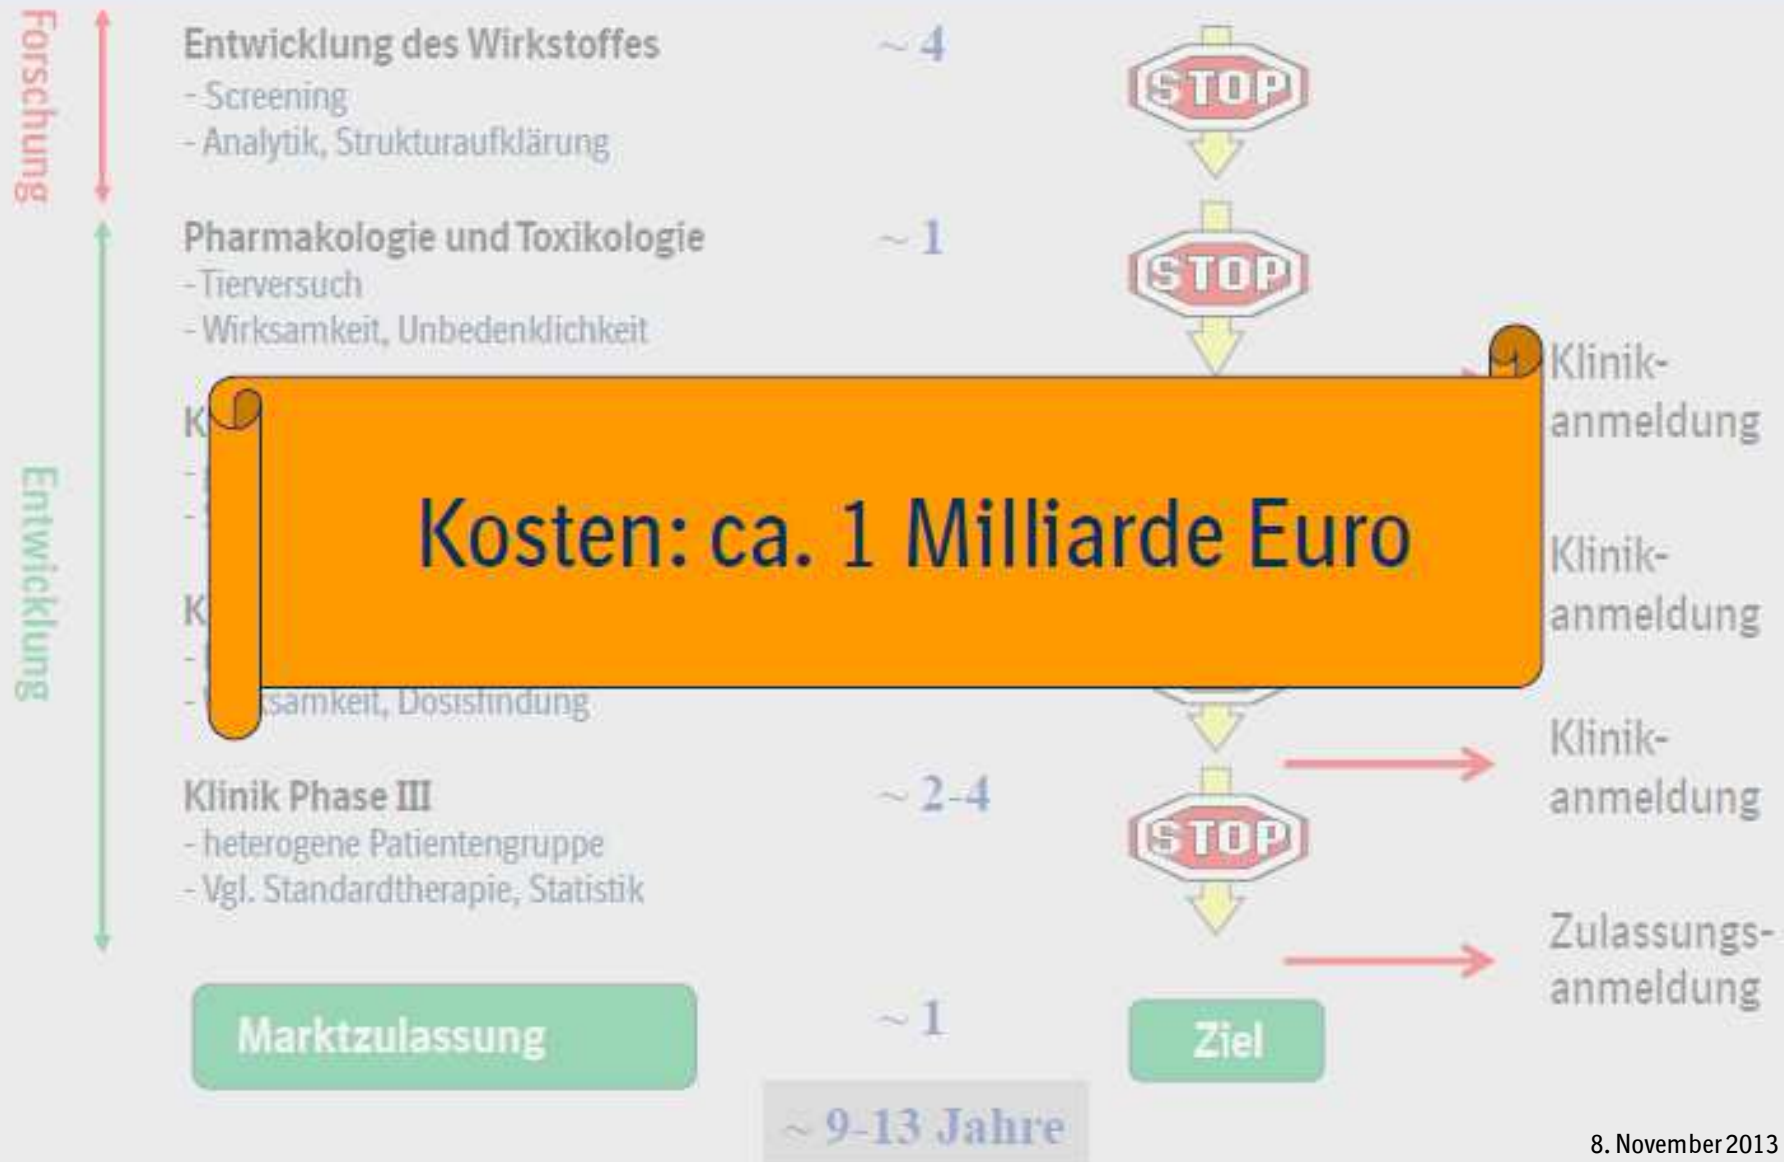 Forschung
Entwicklung des Wirkstoffes ~ 4
- Screening
- Analytik, Strukturaufklärung
STOP
Entwicklung
Pharmakologie und Toxikologie ~ 1
- Tierversuch
- Wirksamkeit, Unbedenklichkeit
STOP
Klinik-
anmeldung
Kosten: ca. 1 Milliarde Euro
Klinik-
anmeldung
Dosisfindung
Klinik-
anmeldung
Klinik Phase III ~ 2-4
- heterogene Patientengruppe
- Vgl. Standardtherapie, Statistik
STOP
Zulassungs-
anmeldung
Marktzulassung ~ 1 Ziel
~ 9-13 Jahre
8. November 2013